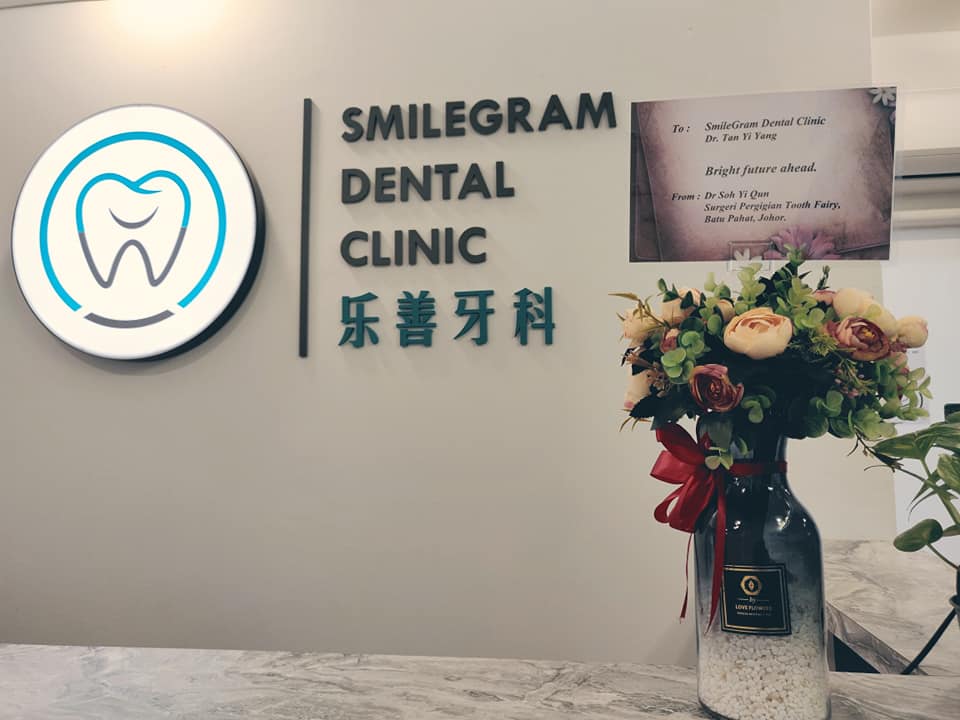 SMILEGRAM
DENTAL
CLINIC
乐善牙科
To : SmileGram Dental Clinic
Dr. Tan Yi Yang
Bright future ahead.
From : Dr Soh Yi Qun
Surgeri Pergigian Tooth Fairy,
Batu Pahat, Johor.
by
LOVE FLOWERS